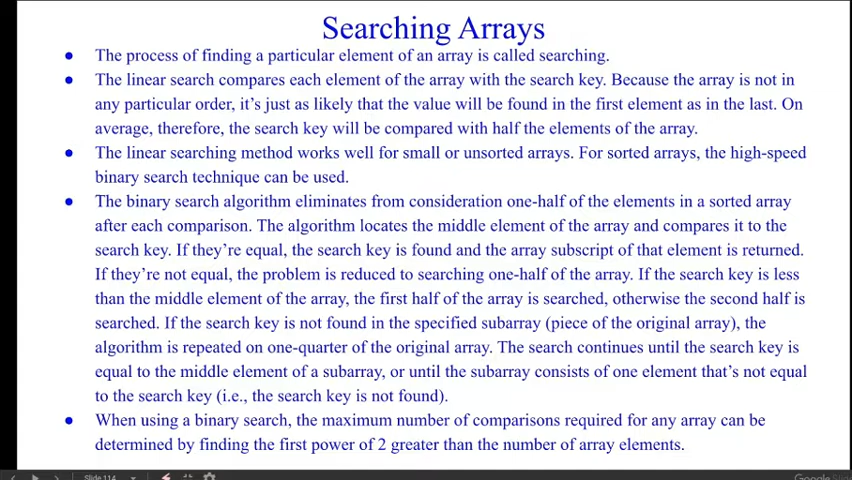 Searching Arrays
● The process of finding a particular element of an array is called searching.
● The linear search compares each element of the array with the search key. Because the array is not in
any particular order, it’s just as likely that the value will be found in the first element as in the last. On
average, therefore, the search key will be compared with half the elements of the array.
● The linear searching method works well for small or unsorted arrays. For sorted arrays, the high-speed
binary search technique can be used.
● The binary search algorithm eliminates from consideration one-half of the elements in a sorted array
after each comparison. The algorithm locates the middle element of the array and compares it to the
search key. If they’re equal, the search key is found and the array subscript of that element is returned.
If they’re not equal, the problem is reduced to searching one-half of the array. If the search key is less
than the middle element of the array, the first half of the array is searched, otherwise the second half is
searched. If the search key is not found in the specified subarray (piece of the original array), the
algorithm is repeated on one-quarter of the original array. The search continues until the search key is
equal to the middle element of a subarray, or until the subarray consists of one element that’s not equal
to the search key (i.e., the search key is not found).
● When using a binary search, the maximum number of comparisons required for any array can be
determined by finding the first power of 2 greater than the number of array elements.
Slide 114
Google Slides